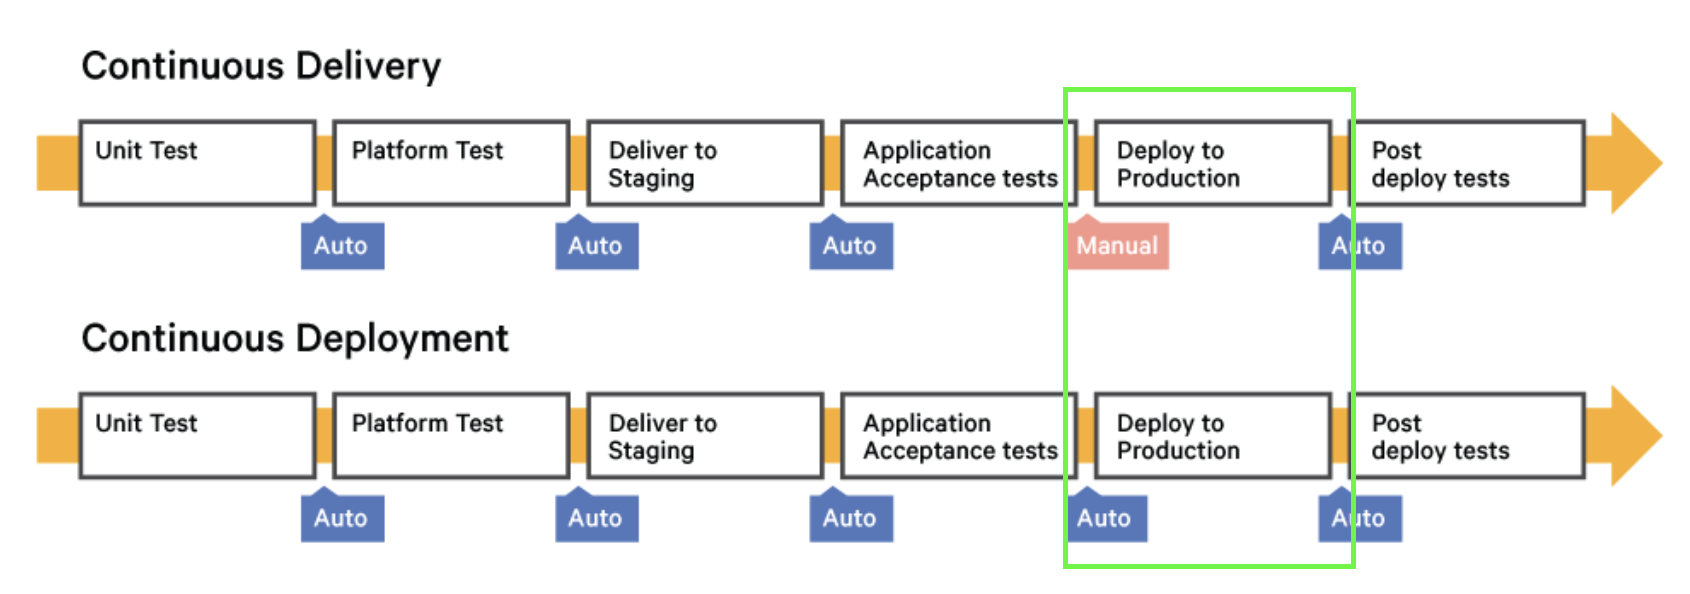 Continuous Delivery
Unit Test
Platform Test
Deliver to
Staging
Application
Acceptance tests
Deploy to
Production
Post
deploy tests
Auto
Auto
Auto
Manual
Auto
Continuous Deployment
Unit Test
Platform Test
Deliver to
Staging
Application
Acceptance tests
Deploy to
Production
Post
deploy tests
Auto
Auto
Auto
Auto
Auto